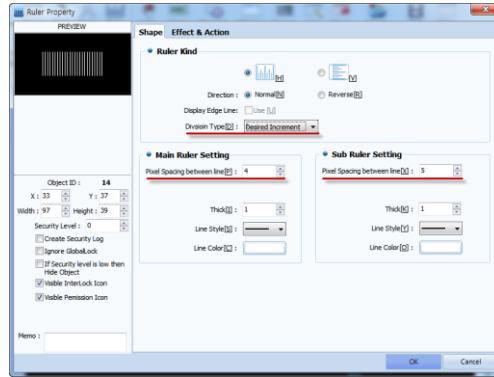 Ruler Property
PREVIEW
Shape Effect & Action
Ruler Kind
[H] [V]
Direction : Normal[N] Reverse[R]
Display Edge Line: Use [U]
Division Type[D] : Desired Increment
Main Ruler Setting
Pixel Spacing between line[P] : 4
Thick[I] : 1
Line Style[S] :
Line Color[C] :
Sub Ruler Setting
Pixel Spacing between line[X] : 5
Thick[K] : 1
Line Style[Y] :
Line Color[O] :
Object ID : 14
X : 33 Y : 37
Width : 97 Height : 39
Security Level : 0
Create Security Log
Ignore GlobalLock
If Security level is low then
Hide Object
Visible InterLock Icon
Visible Permission Icon
Memo :
OK Cancel